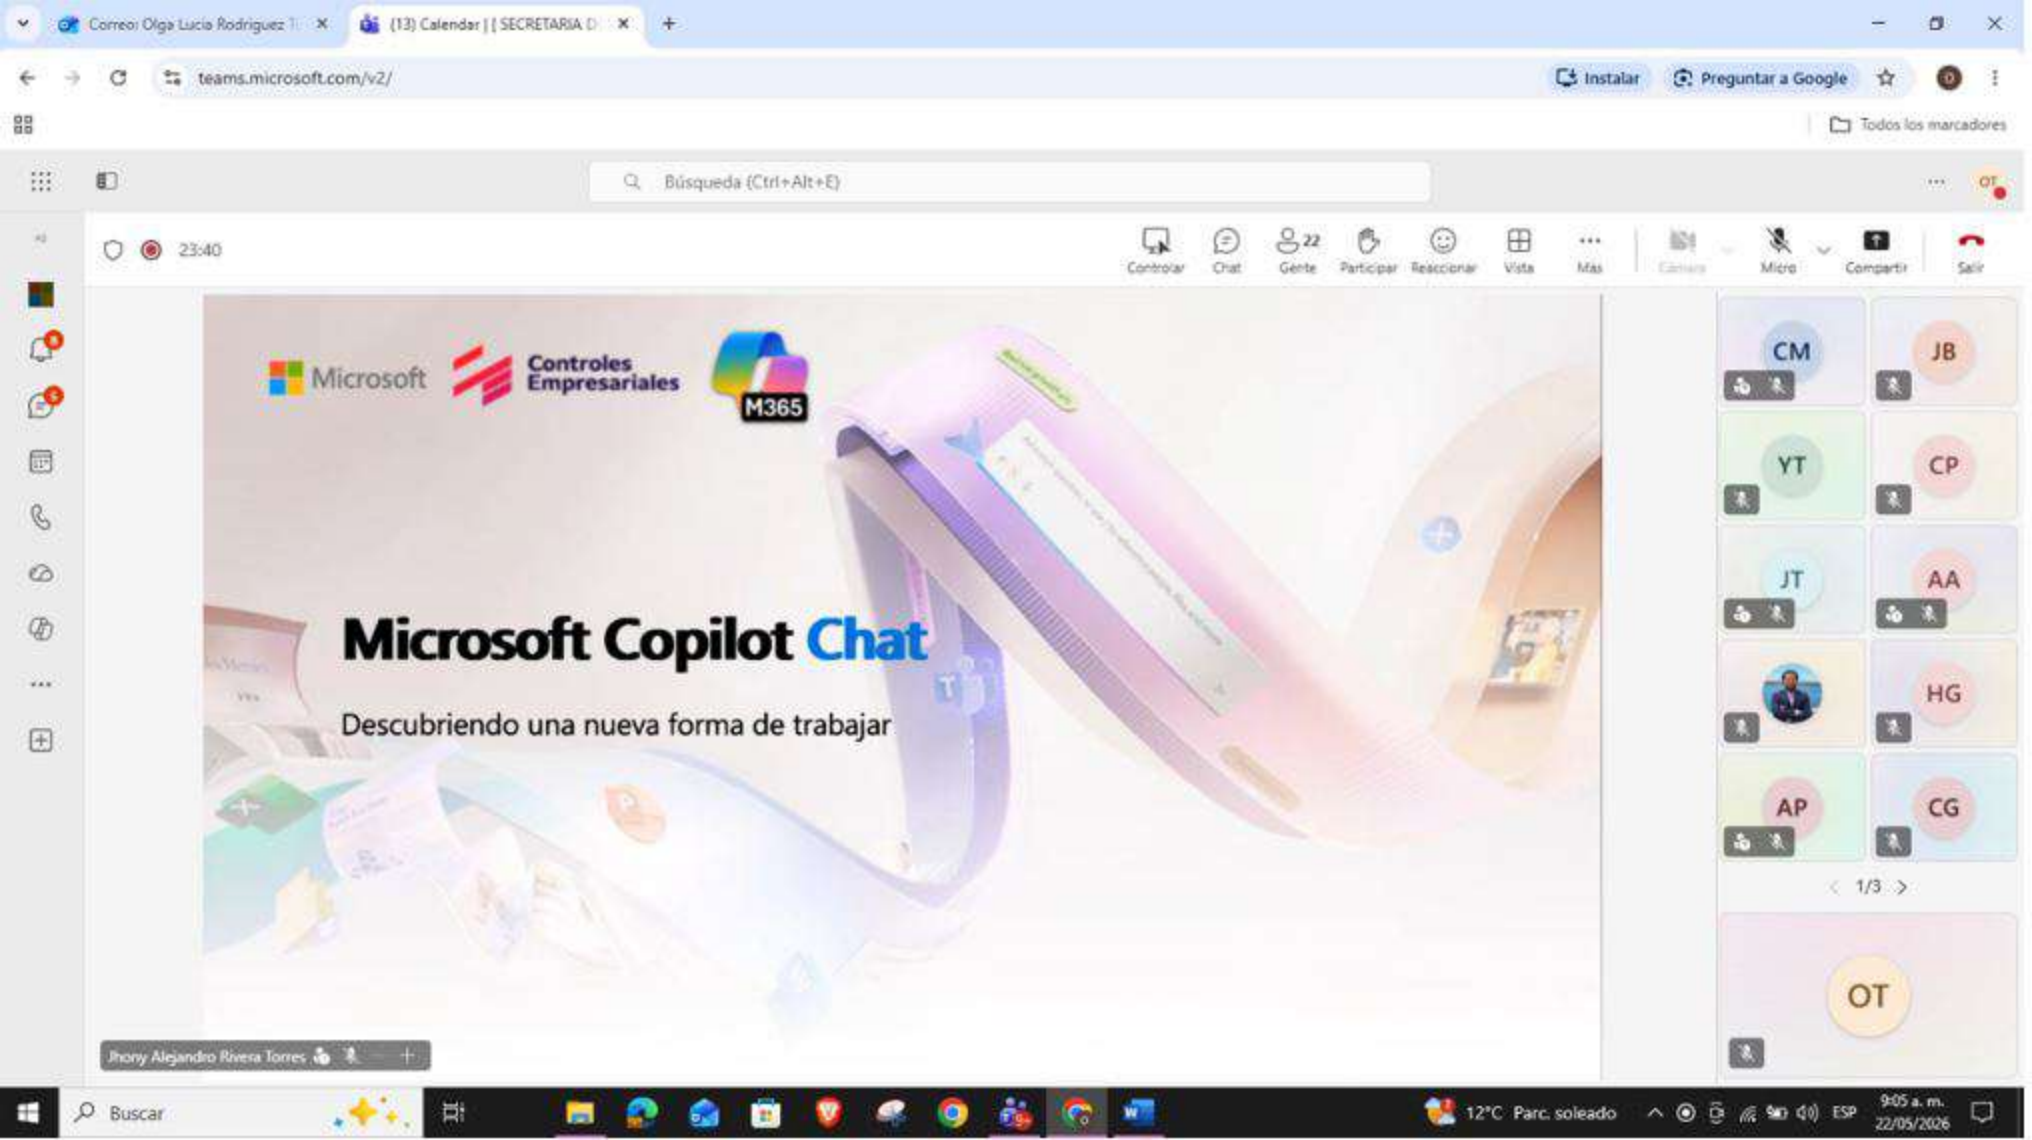 Correo: Olga Lucia Rodriguez T
(13) Calendar | [ SECRETARIA D
teams.microsoft.com/v2/
Instalar
Preguntar a Google
Todos los marcadores
Búsqueda (Ctrl+Alt+E)
OT
23:40
Controlar
Chat
22
Gente
Participar
Reaccionar
Vista
Más
Cámara
Micro
Compartir
Salir
Microsoft
Controles
Empresariales
M365
Microsoft Copilot Chat
Descubriendo una nueva forma de trabajar
CM
JB
YT
CP
JT
AA
HG
AP
CG
1/3
OT
Jhony Alejandro Rivera Torres
Buscar
12°C Parc. soleado
ESP
9:05 a. m.
22/05/2026